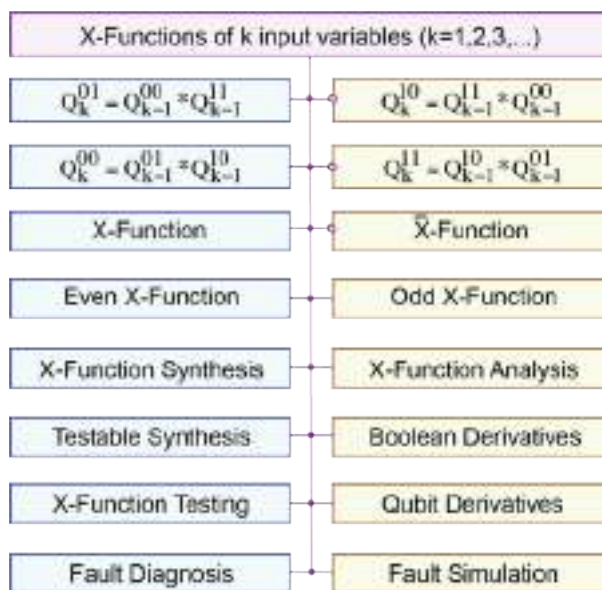 X-Functions of k input variables (k=1,2,3,...)
Q_k^01 = Q_k-1^00 * Q_k-1^11
Q_k^10 = Q_k-1^11 * Q_k-1^00
Q_k^00 = Q_k-1^01 * Q_k-1^10
Q_k^11 = Q_k-1^10 * Q_k-1^01
X-Function
X̄-Function
Even X-Function
Odd X-Function
X-Function Synthesis
X-Function Analysis
Testable Synthesis
Boolean Derivatives
X-Function Testing
Qubit Derivatives
Fault Diagnosis
Fault Simulation